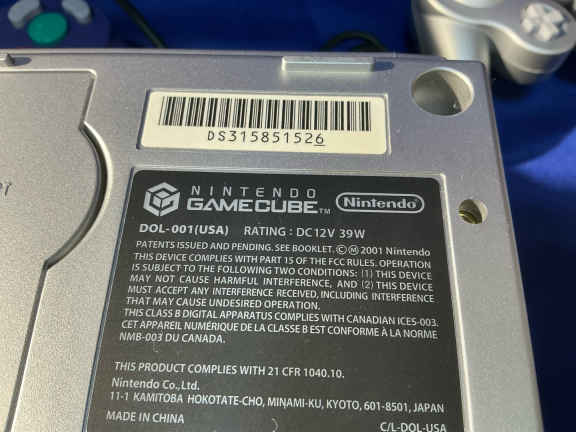 DS315851526
NINTENDO
GAMECUBE™
Nintendo
DOL-001(USA) RATING : DC12V 39W
PATENTS ISSUED AND PENDING. SEE BOOKLET. ⒸⓂ 2001 Nintendo
THIS DEVICE COMPLIES WITH PART 15 OF THE FCC RULES. OPERATION
IS SUBJECT TO THE FOLLOWING TWO CONDITIONS: (1) THIS DEVICE
MAY NOT CAUSE HARMFUL INTERFERENCE, AND (2) THIS DEVICE
MUST ACCEPT ANY INTERFERENCE RECEIVED, INCLUDING INTERFERENCE
THAT MAY CAUSE UNDESIRED OPERATION.
THIS CLASS B DIGITAL APPARATUS COMPLIES WITH CANADIAN ICES-003.
CET APPAREIL NUMÉRIQUE DE LA CLASSE B EST CONFORME À LA NORME
NMB-003 DU CANADA.
THIS PRODUCT COMPLIES WITH 21 CFR 1040.10.
Nintendo Co.,Ltd.
11-1 KAMITOBA HOKOTATE-CHO, MINAMI-KU, KYOTO, 601-8501, JAPAN
MADE IN CHINA
C/L-DOL-USA